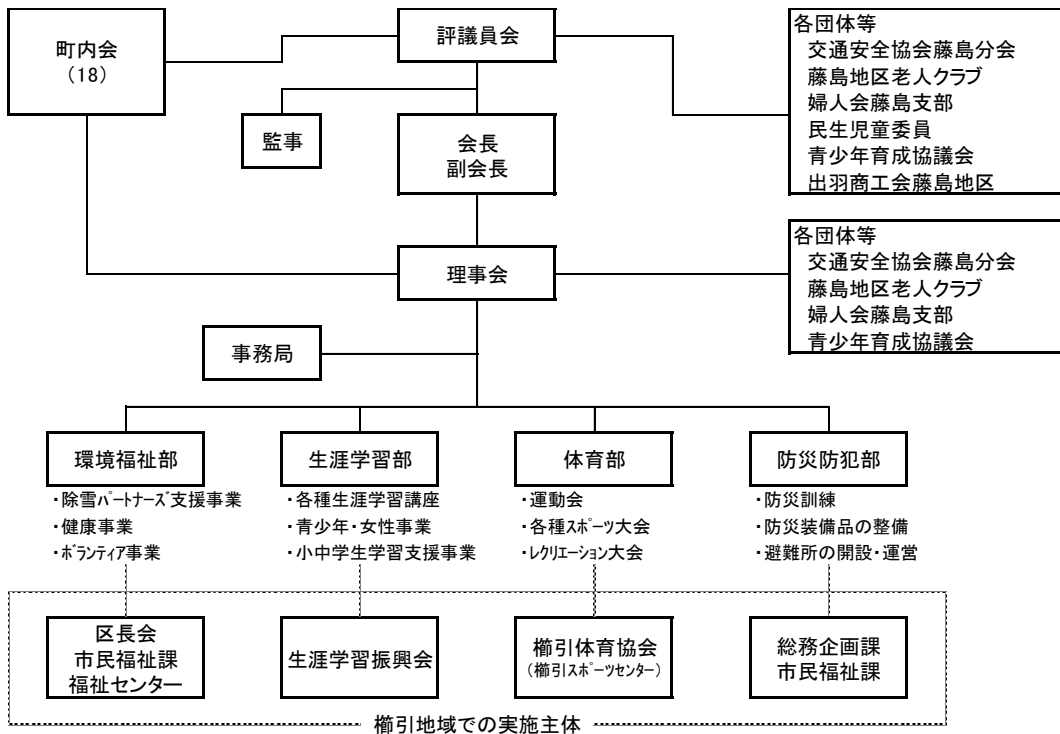 町内会
（18）
評議員会
各団体等
交通安全協会藤島分会
藤島地区老人クラブ
婦人会藤島支部
民生児童委員
青少年育成協議会
出羽商工会藤島地区
監事
会長
副会長
理事会
各団体等
交通安全協会藤島分会
藤島地区老人クラブ
婦人会藤島支部
青少年育成協議会
事務局
環境福祉部
・除雪ﾊﾟｰﾄﾅｰｽﾞ支援事業
・健康事業
・ﾎﾞﾗﾝﾃｨｱ事業
生涯学習部
・各種生涯学習講座
・青少年・女性事業
・小中学生学習支援事業
体育部
・運動会
・各種ｽﾎﾟｰﾂ大会
・ﾚｸﾘｴｰｼｮﾝ大会
防災防犯部
・防災訓練
・防災装備品の整備
・避難所の開設・運営
区長会
市民福祉課
福祉センター
生涯学習振興会
櫛引体育協会
（櫛引ｽﾎﾟｰﾂｾﾝﾀｰ）
総務企画課
市民福祉課
櫛引地域での実施主体